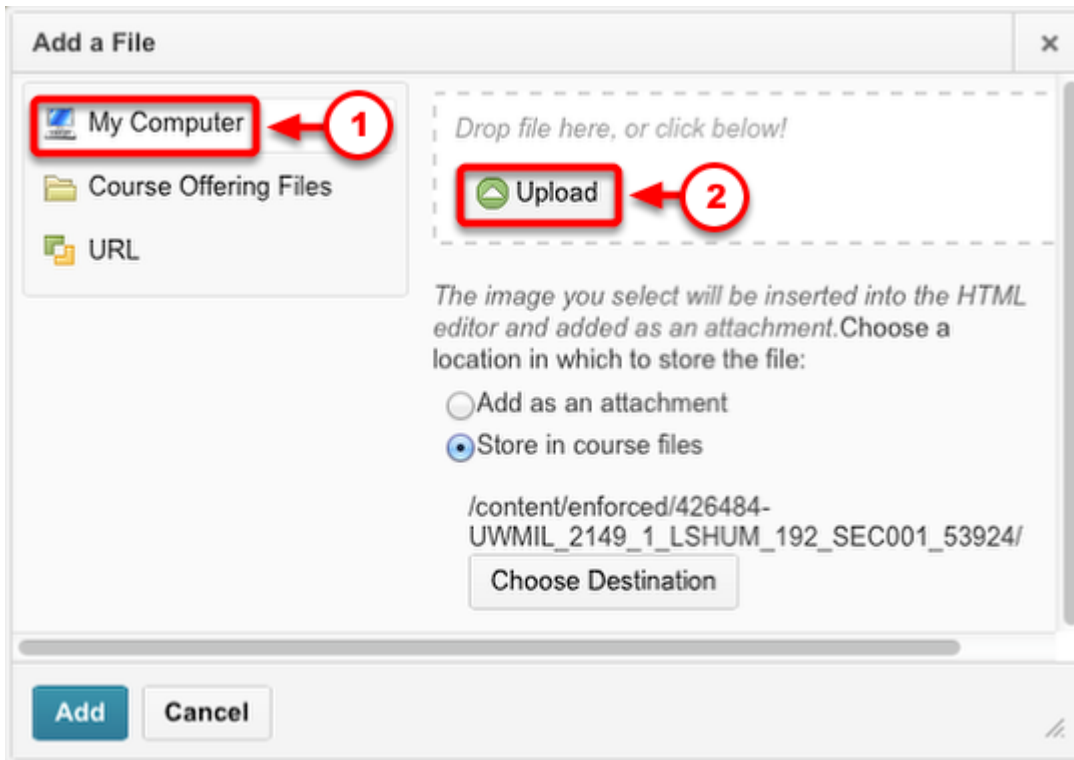 Add a File
×
My Computer
1
Course Offering Files
URL
Drop file here, or click below!
Upload
2
The image you select will be inserted into the HTML
editor and added as an attachment.Choose a
location in which to store the file:
Add as an attachment
Store in course files
/content/enforced/426484-
UWMIL_2149_1_LSHUM_192_SEC001_53924/
Choose Destination
Add
Cancel